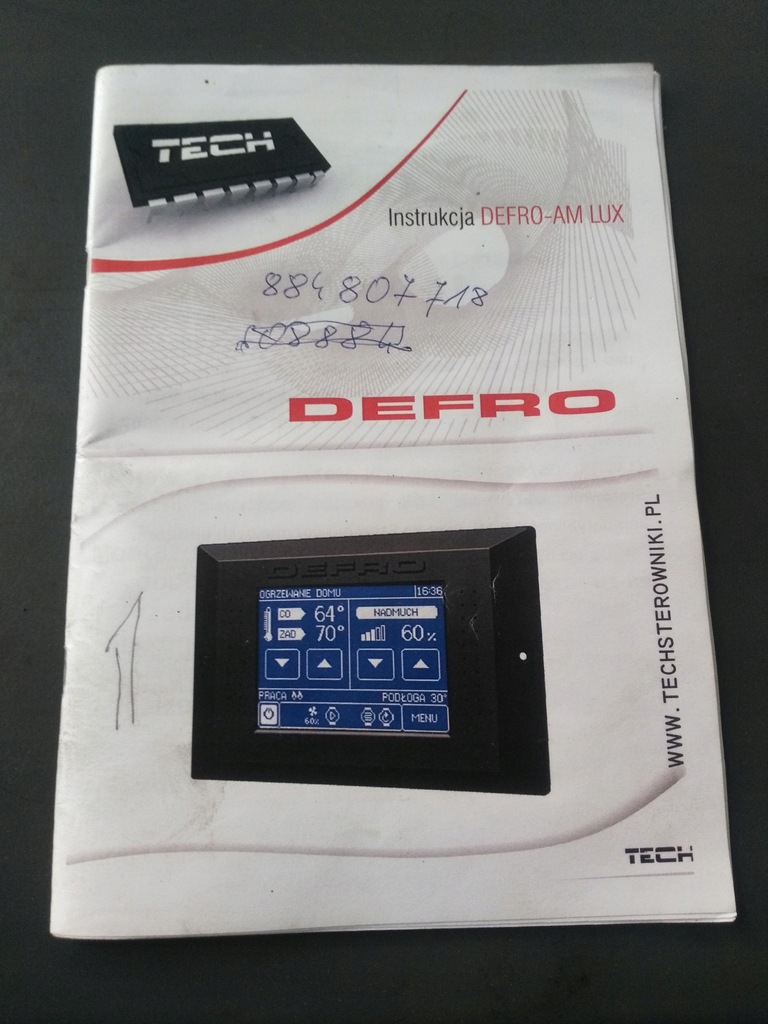 TECH
Instrukcja DEFRO-AM LUX
884 807 718
DEFRO
WWW.TECHSTEROWNIKI.PL
DEFRO
OGRZEWANIE DOMU 16:36
CO 64° NADMUCH
ZAD 70° 60%
PRACA PODŁOGA 30°
60% MENU
TECH